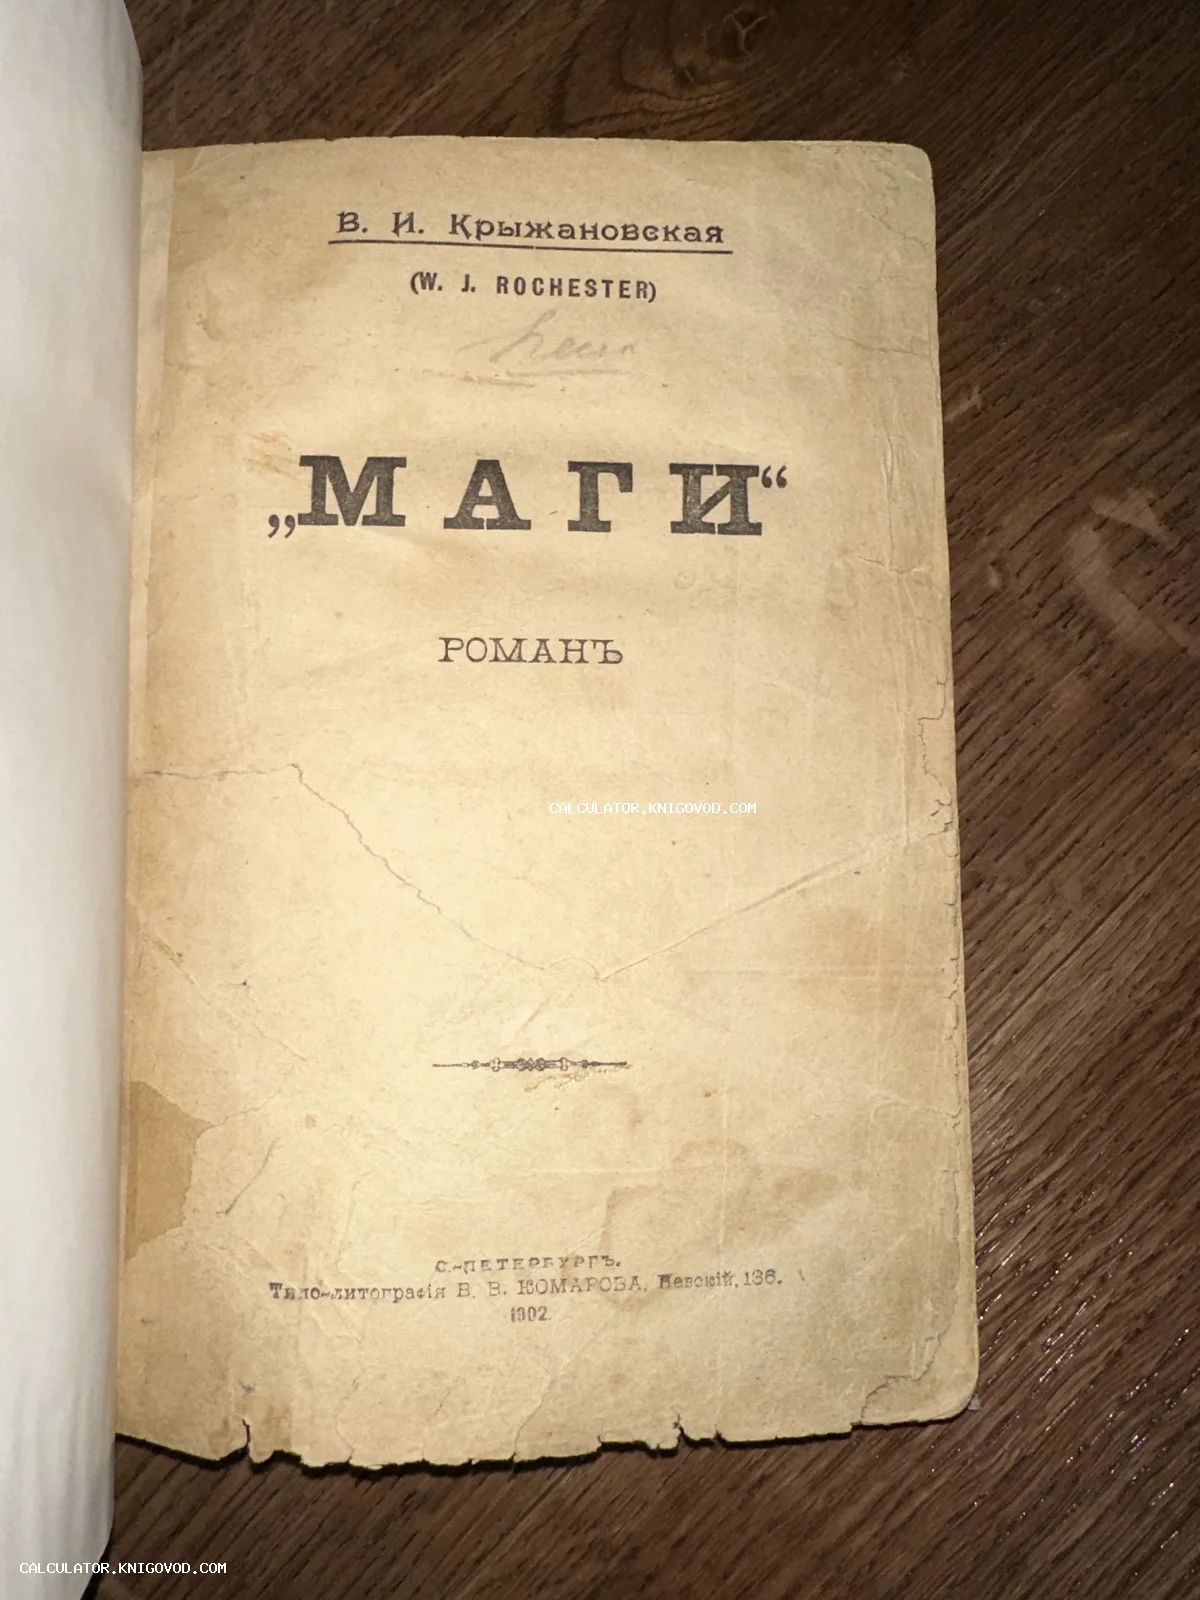 В. И. Крыжановская
(W. J. ROCHESTER)
„МАГИ“
РОМАНЪ
CALCULATOR.KNIGOVOD.COM
С.-ПЕТЕРБУРГЪ.
Типо-литографія В. В. КОМАРОВА, Невскій, 136.
1902.
CALCULATOR.KNIGOVOD.COM